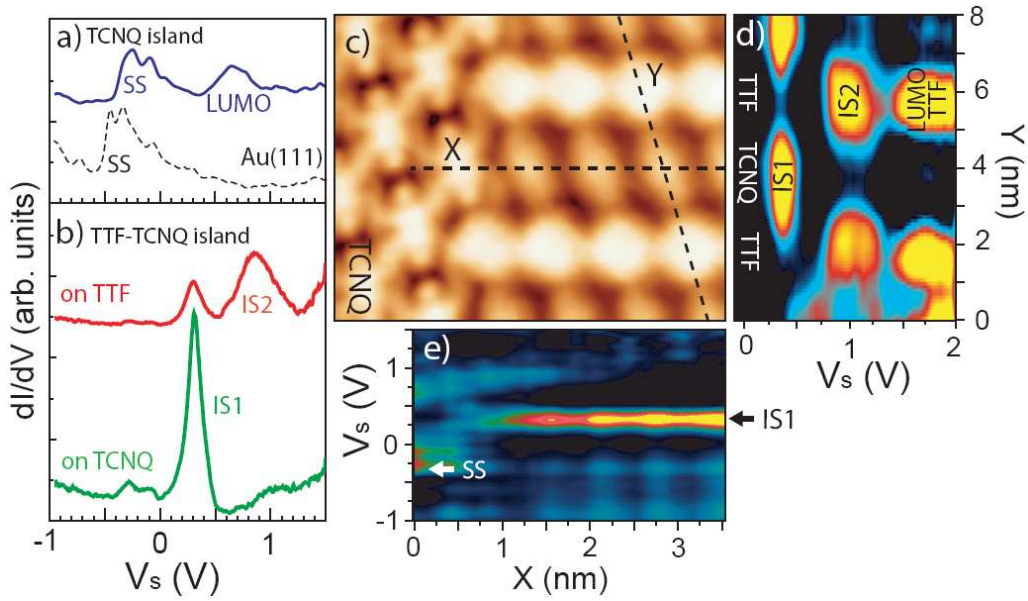 a) TCNQ island
SS
LUMO
SS
Au(111)
b) TTF-TCNQ island
on TTF
IS2
IS1
on TCNQ
dI/dV (arb. units)
-1 0 1
Vs (V)
c)
X
Y
TCNQ
d)
TTF
TCNQ
TTF
IS1
IS2
LUMO
TTF
8
6
4
2
0
Y (nm)
0 1 2
Vs (V)
e)
SS
IS1
1
0
-1
Vs (V)
0 1 2 3
X (nm)